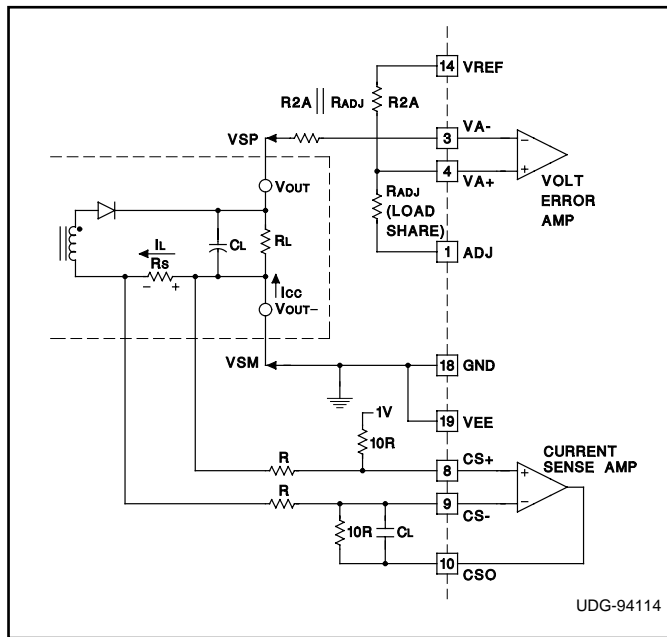 14 VREF
R2A || RADJ R2A
VSP 3 VA-
− 4 VA+
+ VOLT ERROR AMP
VOUT
RADJ (LOAD SHARE)
1 ADJ
IL CL RL
RS
− +
ICC
VOUT−
VSM 18 GND
19 VEE
1V
10R
R 8 CS+
CURRENT SENSE AMP
+
R 9 CS-
−
10R CL
10 CSO
UDG-94114